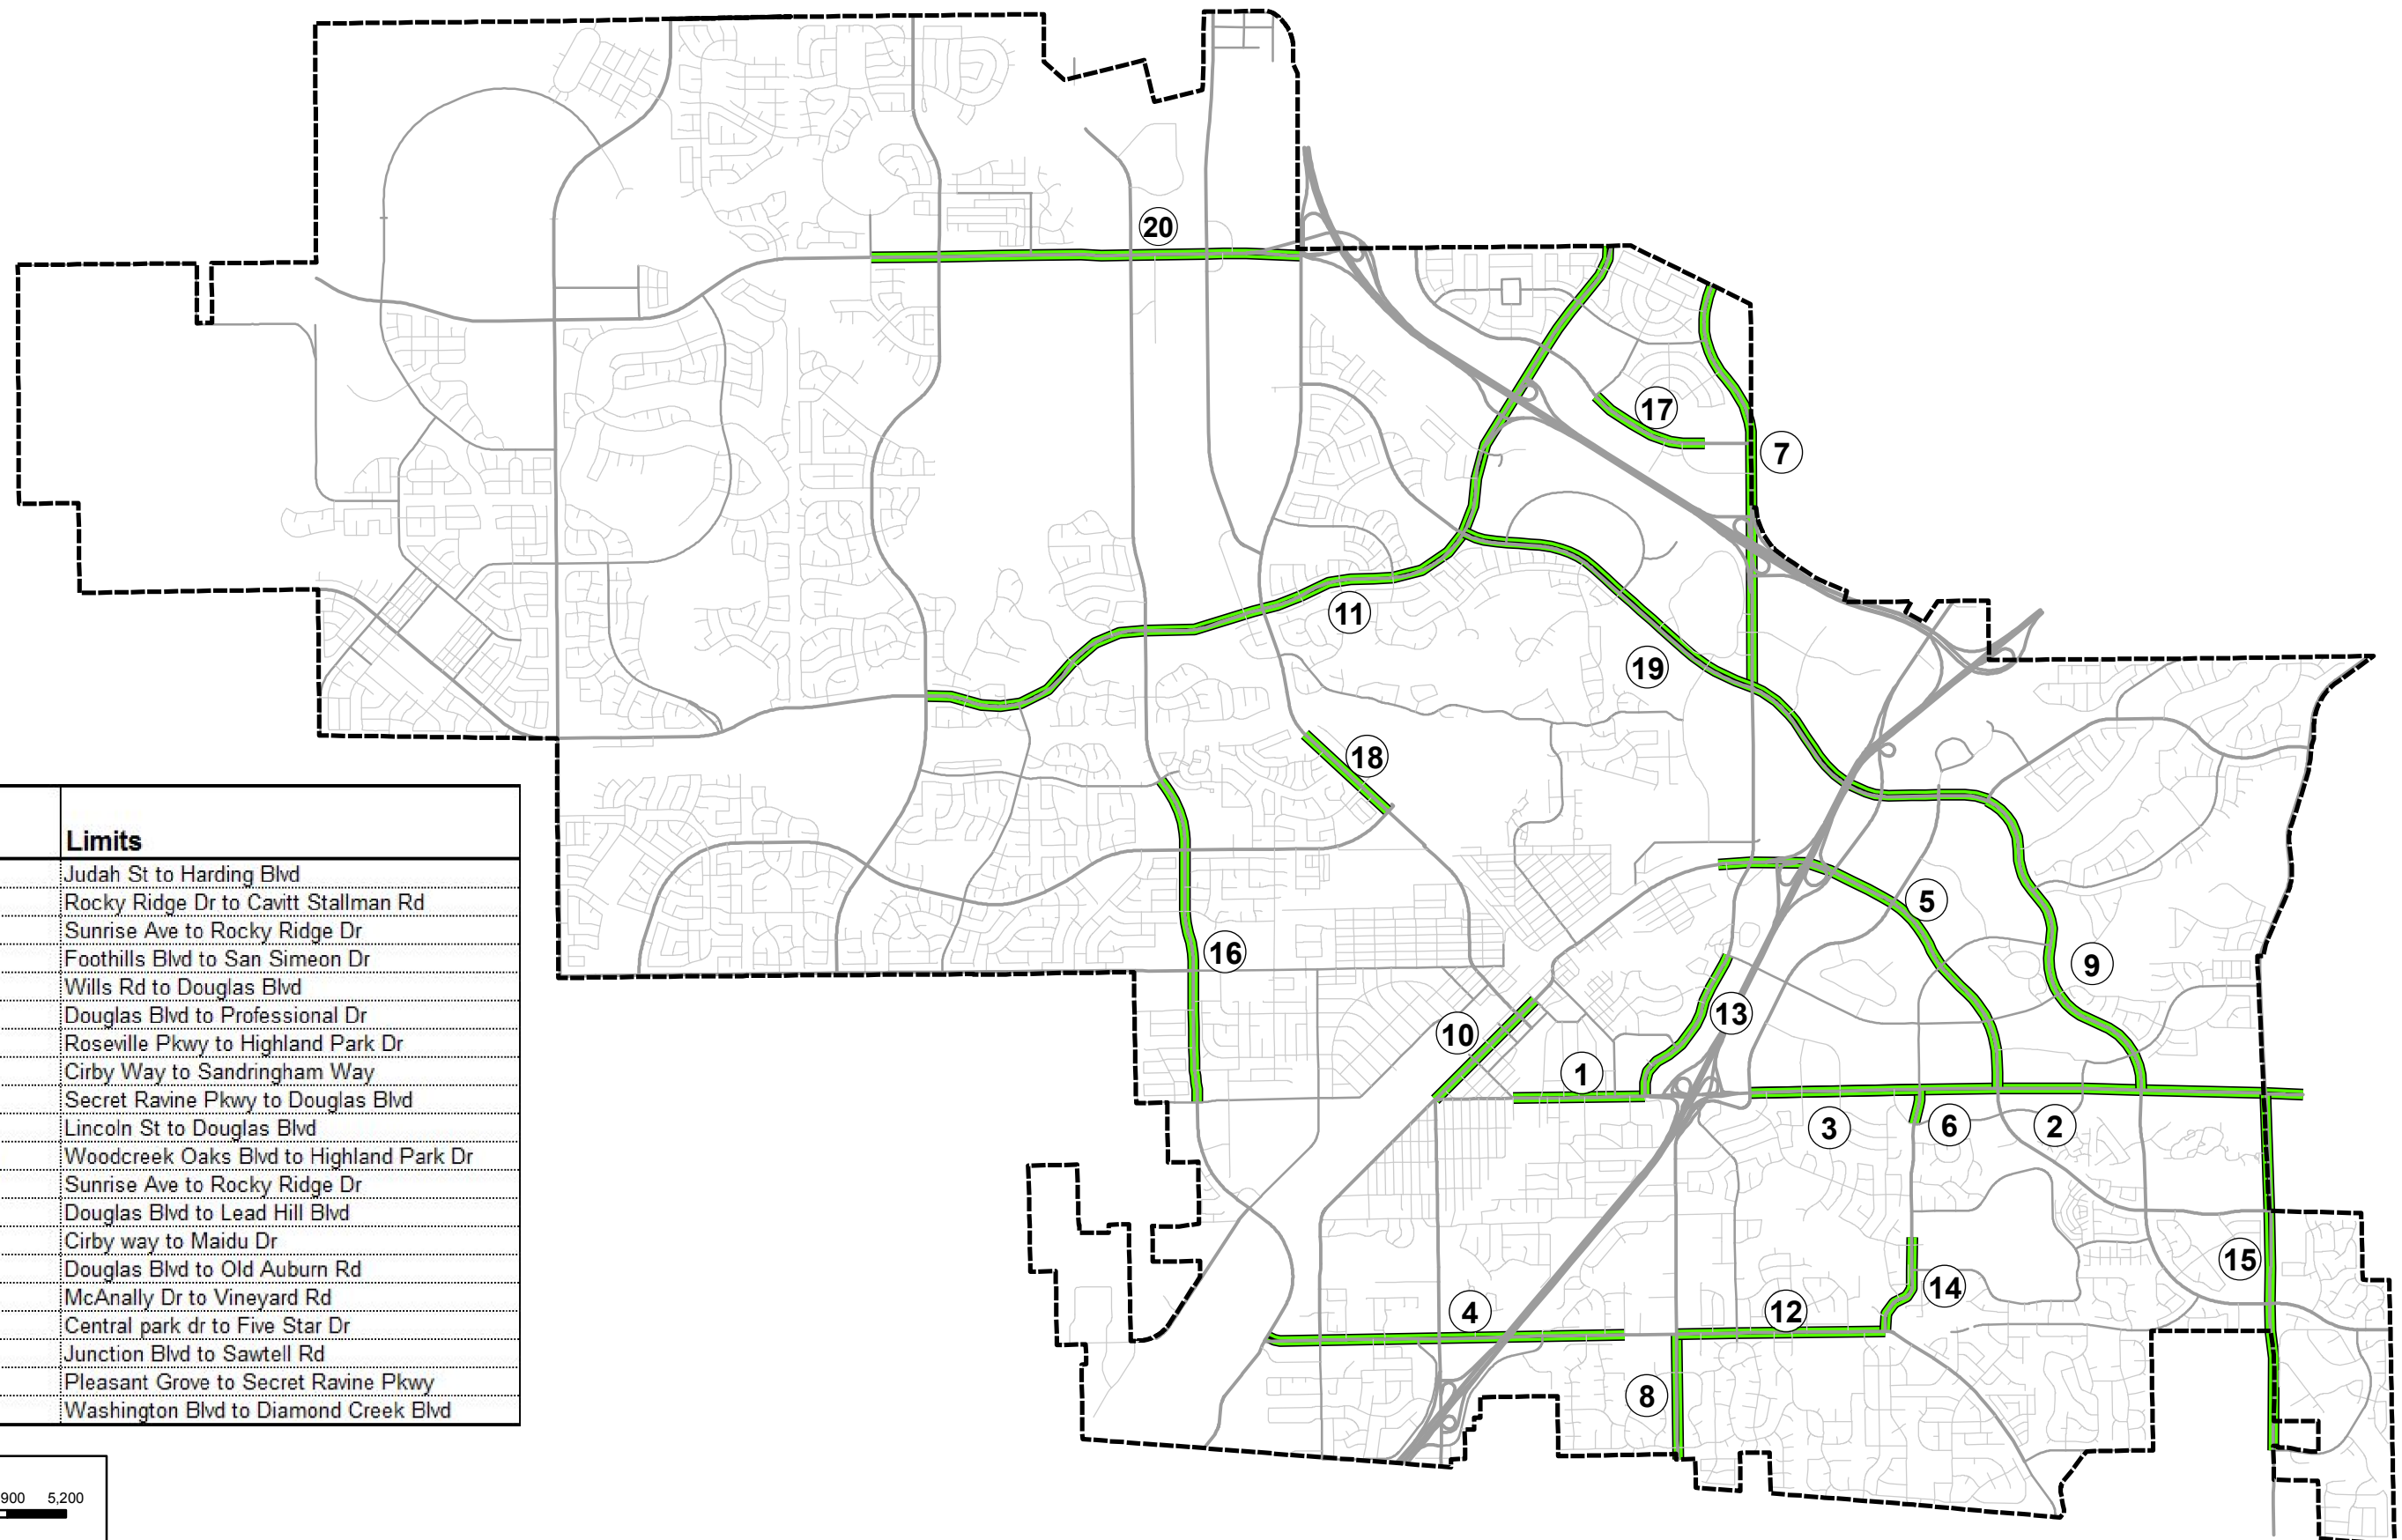 20
17
7
11
19
18
5
16
9
13
10
1
3
6
2
15
14
4
12
8
Limits
Judah St to Harding Blvd
Rocky Ridge Dr to Cavitt Stallman Rd
Sunrise Ave to Rocky Ridge Dr
Foothills Blvd to San Simeon Dr
Wills Rd to Douglas Blvd
Douglas Blvd to Professional Dr
Roseville Pkwy to Highland Park Dr
Cirby Way to Sandringham Way
Secret Ravine Pkwy to Douglas Blvd
Lincoln St to Douglas Blvd
Woodcreek Oaks Blvd to Highland Park Dr
Sunrise Ave to Rocky Ridge Dr
Douglas Blvd to Lead Hill Blvd
Cirby way to Maidu Dr
Douglas Blvd to Old Auburn Rd
McAnally Dr to Vineyard Rd
Central park dr to Five Star Dr
Junction Blvd to Sawtell Rd
Pleasant Grove to Secret Ravine Pkwy
Washington Blvd to Diamond Creek Blvd
900 5,200